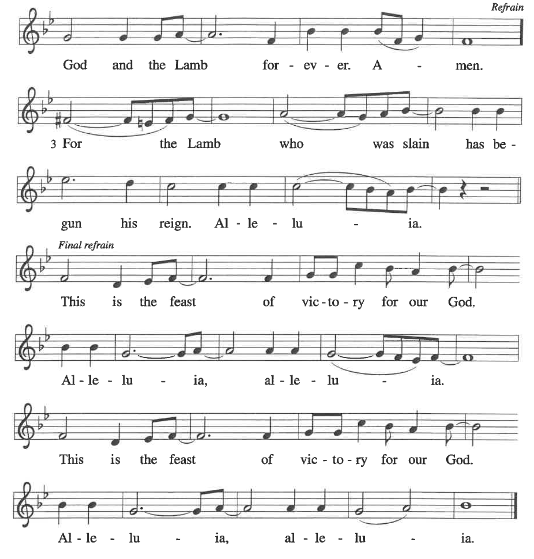 Refrain
God and the Lamb for - ev - er. A - men.
3 For the Lamb who was slain has be -
gun his reign. Al - le - lu - ia.
Final refrain
This is the feast of vic - to - ry for our God.
Al - le - lu - ia, al - le - lu - ia.
This is the feast of vic - to - ry for our God.
Al - le - lu - ia, al - le - lu - ia.